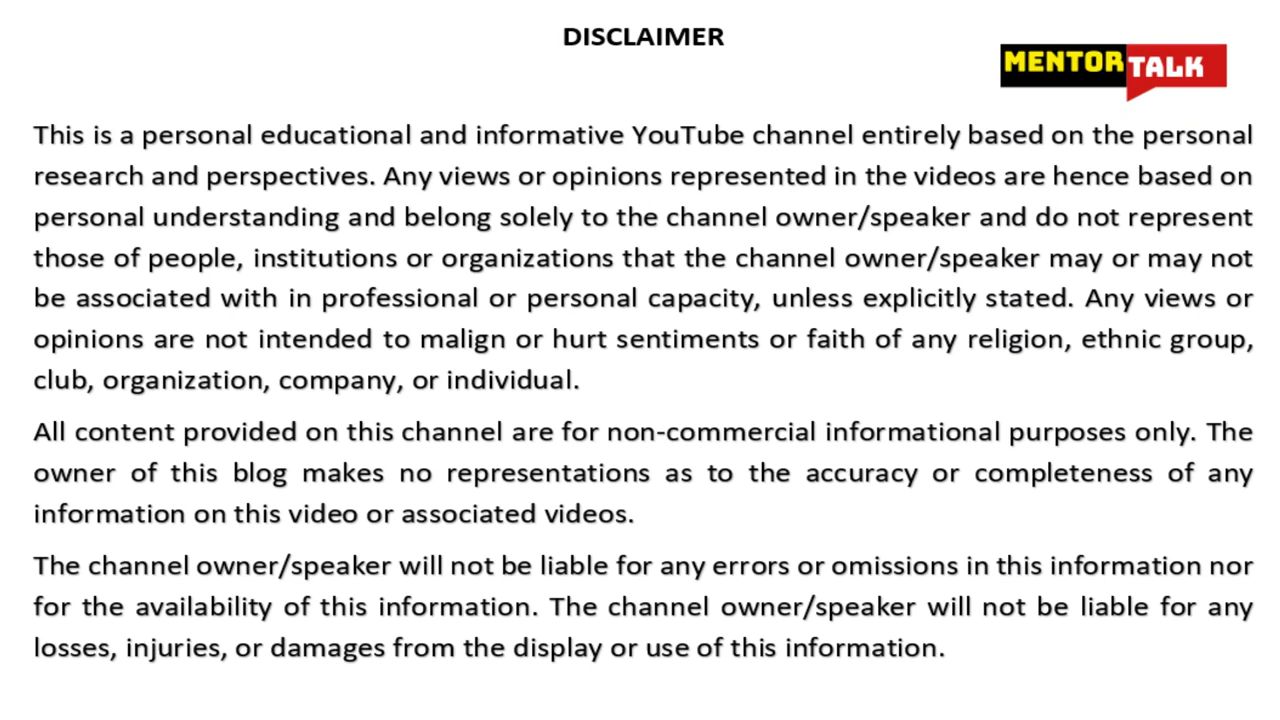 DISCLAIMER
MENTOR TALK
This is a personal educational and informative YouTube channel entirely based on the personal
research and perspectives. Any views or opinions represented in the videos are hence based on
personal understanding and belong solely to the channel owner/speaker and do not represent
those of people, institutions or organizations that the channel owner/speaker may or may not
be associated with in professional or personal capacity, unless explicitly stated. Any views or
opinions are not intended to malign or hurt sentiments or faith of any religion, ethnic group,
club, organization, company, or individual.
All content provided on this channel are for non-commercial informational purposes only. The
owner of this blog makes no representations as to the accuracy or completeness of any
information on this video or associated videos.
The channel owner/speaker will not be liable for any errors or omissions in this information nor
for the availability of this information. The channel owner/speaker will not be liable for any
losses, injuries, or damages from the display or use of this information.